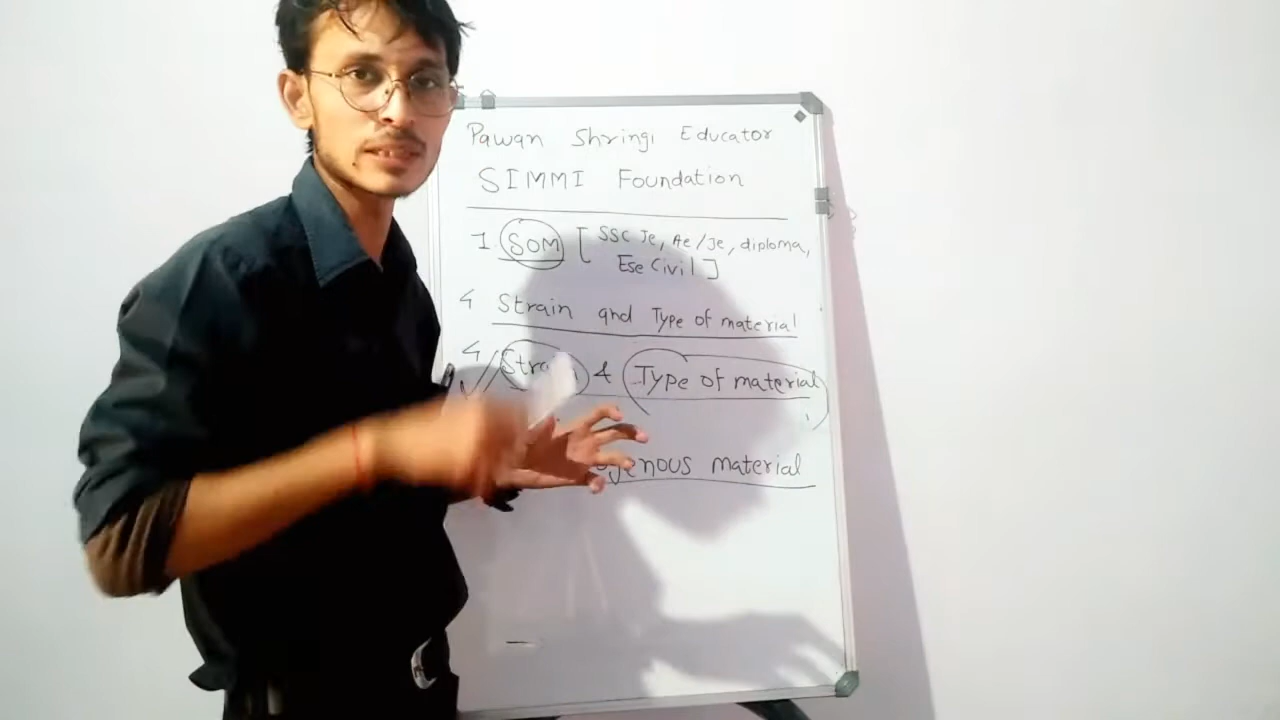 Pawan Shringi Educator
SIMMI Foundation
1. SOM [ SSC Je, Ae/Je, diploma,
Ese Civil ]
4 Strain and Type of material
4 & Type of material
material